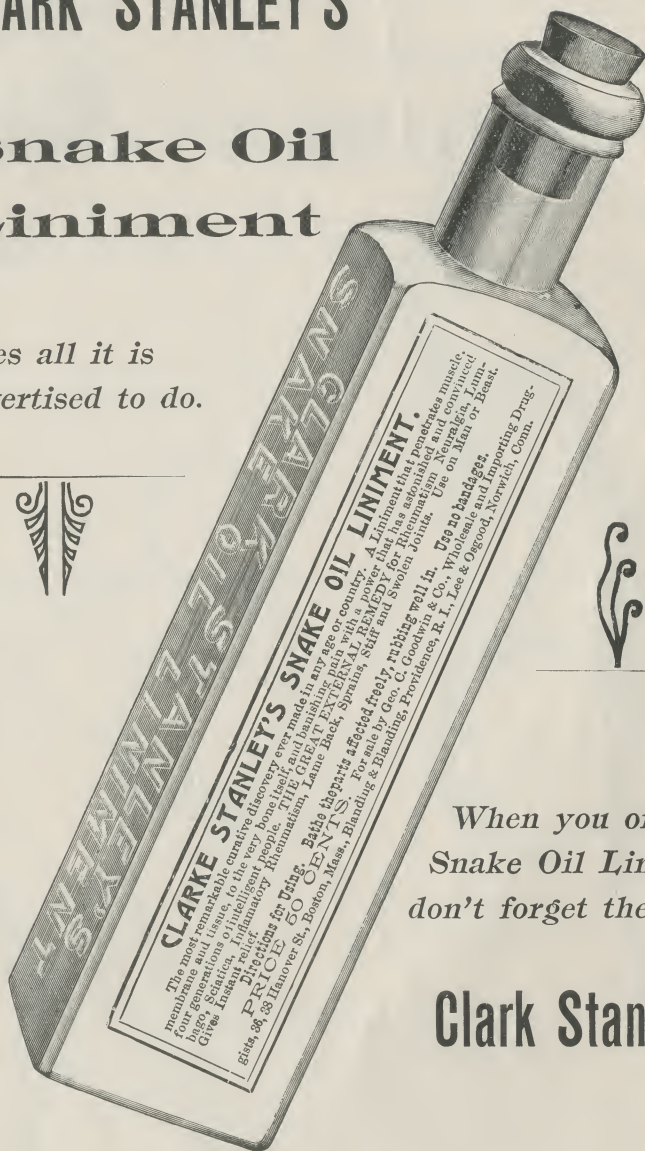 ARK STANLEY'S
nake Oil
iniment
es all it is
ertised to do.
CLARK STANLEY'S
SNAKE OIL LINIMENT
CLARKE STANLEY'S SNAKE OIL LINIMENT.
The most remarkable curative discovery ever made in any age or country. A Liniment that penetrates muscle,
membrane and tissue, to the very bone itself, and banishing pain with a power that has astonished and convinced
four generations of intelligent people, THE GREAT EXTERNAL REMEDY for Rheumatism Neuralgia, Lum-
bago, Sciatica, Inflamatory Rheumatism, Lame Back, Sprains, Stiff and Swolen Joints. Use on Man or Beast.
Gives Instant relief.
Directions for Using. Bathe the parts affected freely, rubbing well in. Use no bandages.
PRICE 50 CENTS. For sale by Geo. C. Goodwin & Co., Wholesale and Importing Drug-
gists, 36, 38 Hanover St., Boston, Mass., Blanding & Blanding, Providence, R. I., Lee & Osgood, Norwich, Conn.
When you o
Snake Oil Lin
don't forget the
Clark Stan